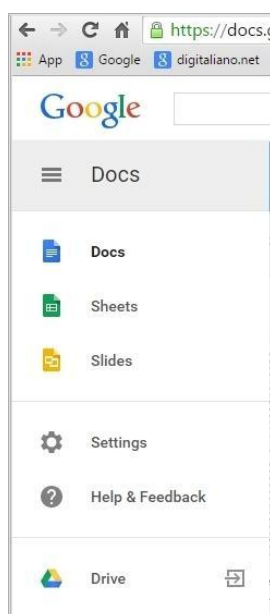 https://docs.g
App Google digitaliano.net
Google
Docs
Docs
Sheets
Slides
Settings
Help & Feedback
Drive